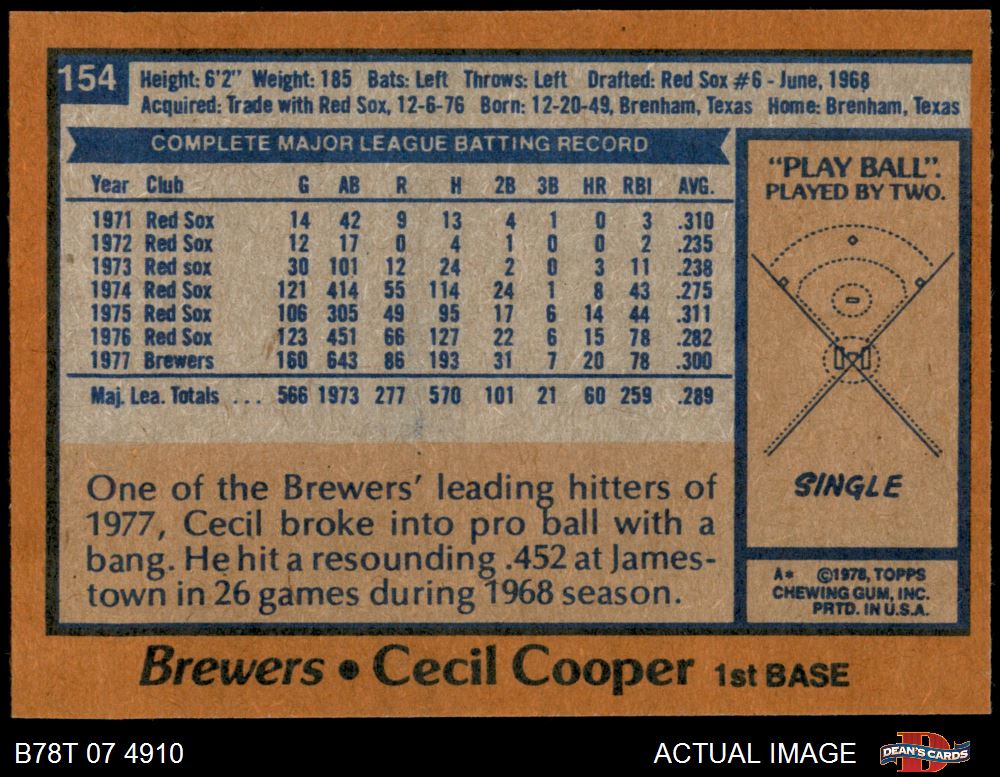 154
Height: 6'2" Weight: 185 Bats: Left Throws: Left Drafted: Red Sox #6 - June, 1968
Acquired: Trade with Red Sox, 12-6-76 Born: 12-20-49, Brenham, Texas Home: Brenham, Texas
COMPLETE MAJOR LEAGUE BATTING RECORD
Year Club G AB R H 2B 3B HR RBI AVG.
1971 Red Sox 14 42 9 13 4 1 0 3 .310
1972 Red Sox 12 17 0 4 1 0 0 2 .235
1973 Red sox 30 101 12 24 2 0 3 11 .238
1974 Red Sox 121 414 55 114 24 1 8 43 .275
1975 Red Sox 106 305 49 95 17 6 14 44 .311
1976 Red Sox 123 451 66 127 22 6 15 78 .282
1977 Brewers 160 643 86 193 31 7 20 78 .300
Maj. Lea. Totals ... 566 1973 277 570 101 21 60 259 .289
One of the Brewers' leading hitters of
1977, Cecil broke into pro ball with a
bang. He hit a resounding .452 at James-
town in 26 games during 1968 season.
"PLAY BALL".
PLAYED BY TWO.
SINGLE
A* ©1978, TOPPS
CHEWING GUM, INC.
PRTD. IN U.S.A.
Brewers • Cecil Cooper 1st BASE
B78T 07 4910
ACTUAL IMAGE
D
DEAN'S CARDS